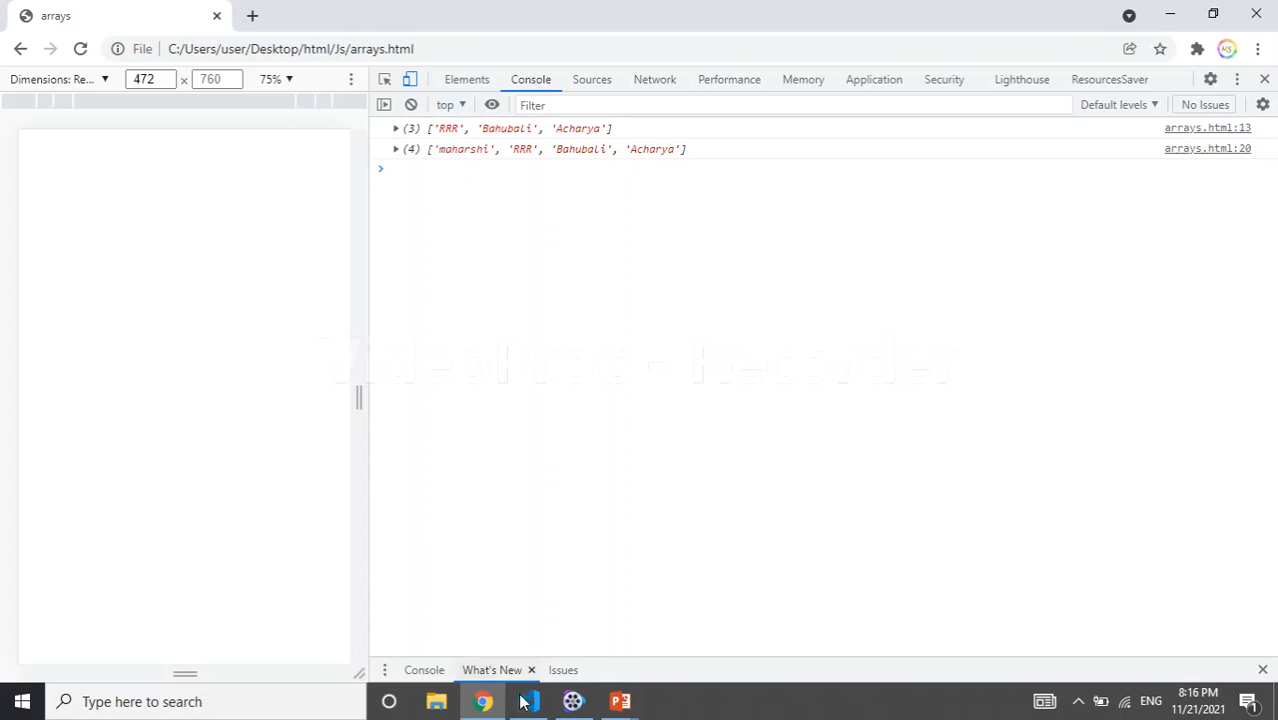 arrays
File C:/Users/user/Desktop/html/Js/arrays.html
Dimensions: Re... 472 × 760 75%
Elements Console Sources Network Performance Memory Application Security Lighthouse ResourcesSaver
top Filter Default levels No Issues
(3) ['RRR', 'Bahubali', 'Acharya'] arrays.html:13
(4) ['maharshi', 'RRR', 'Bahubali', 'Acharya'] arrays.html:20
VideoProc - Recorder
Console What's New Issues
Type here to search
ENG
8:16 PM
11/21/2021
1